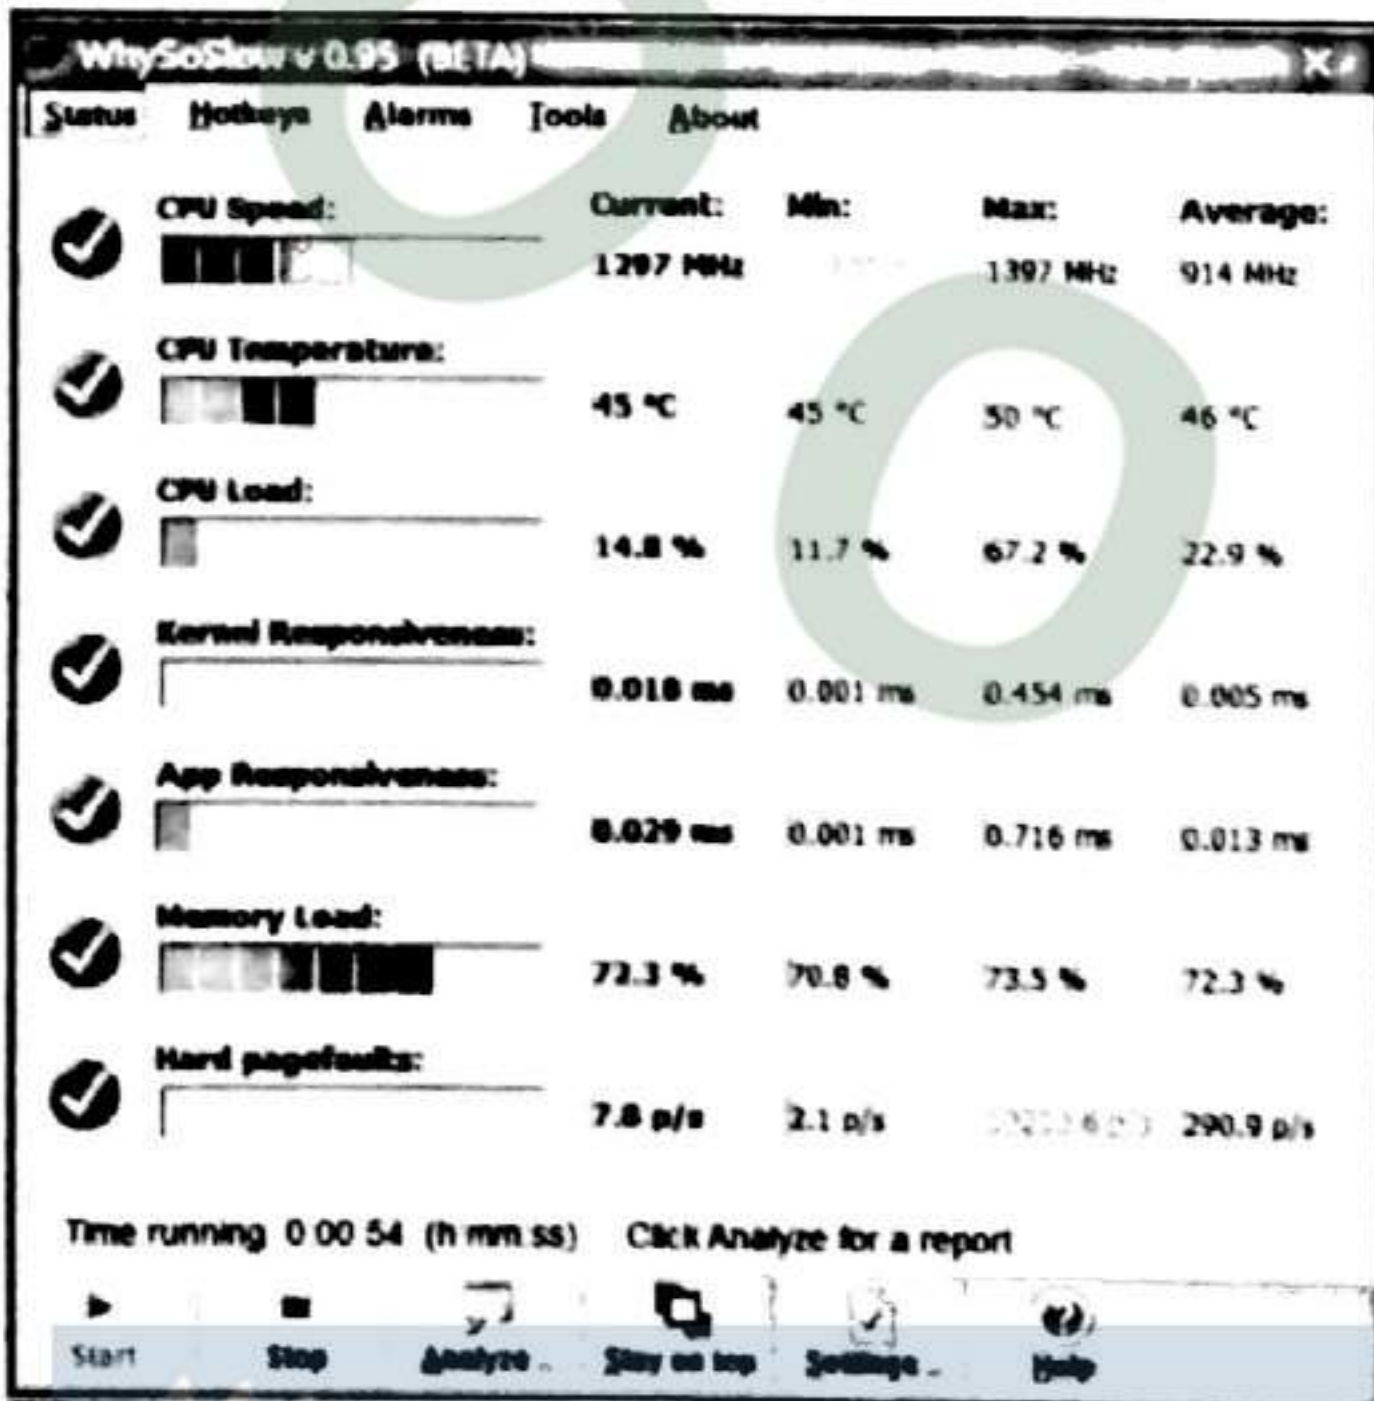 WhySoSlow v 0.95 (BETA)
Status Hotkeys Alarms Tools About
CPU Speed: Current: Min: Max: Average:
1297 MHz 1397 MHz 914 MHz
CPU Temperature:
45 °C 45 °C 50 °C 46 °C
CPU Load:
14.8 % 11.7 % 67.2 % 22.9 %
Kernel Responsiveness:
0.018 ms 0.001 ms 0.454 ms 0.005 ms
App Responsiveness:
0.029 ms 0.001 ms 0.716 ms 0.013 ms
Memory Load:
72.3 % 70.8 % 73.5 % 72.3 %
Hard pagefaults:
7.8 p/s 2.1 p/s 290.9 p/s
Time running 0 00 54 (h mm ss) Click Analyze for a report
Start Stop Analyze Stay on top Settings Help